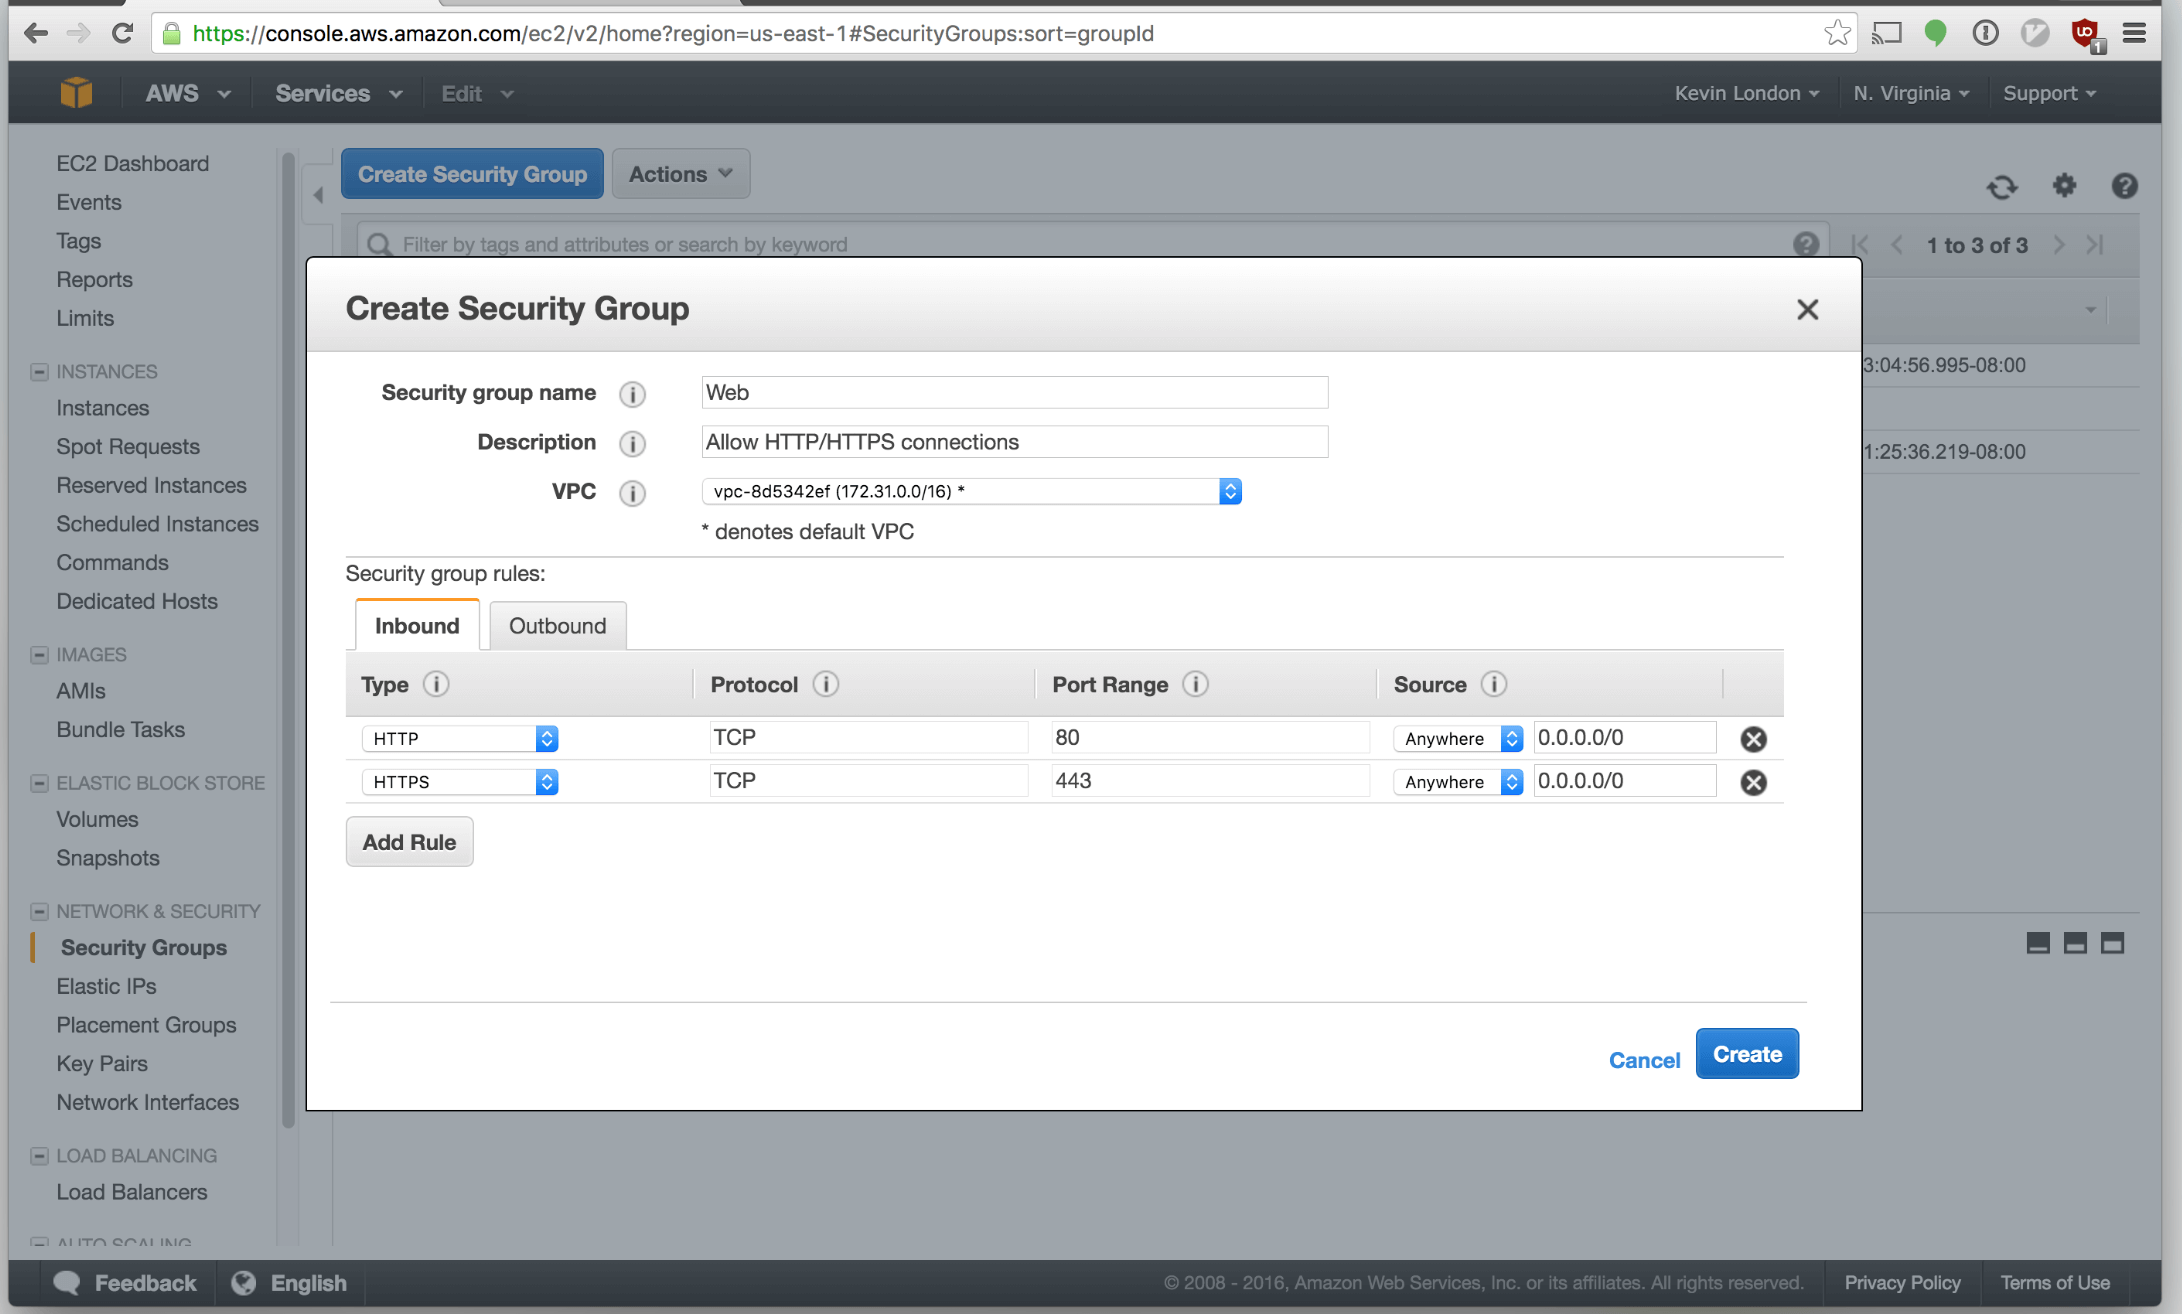 https://console.aws.amazon.com/ec2/v2/home?region=us-east-1#SecurityGroups:sort=groupId
1
AWS Services Edit Kevin London N. Virginia Support
EC2 Dashboard
Events
Tags
Reports
Limits
INSTANCES
Instances
Spot Requests
Reserved Instances
Scheduled Instances
Commands
Dedicated Hosts
IMAGES
AMIs
Bundle Tasks
ELASTIC BLOCK STORE
Volumes
Snapshots
NETWORK & SECURITY
Security Groups
Elastic IPs
Placement Groups
Key Pairs
Network Interfaces
LOAD BALANCING
Load Balancers
AUTO SCALING
Create Security Group Actions
Filter by tags and attributes or search by keyword
1 to 3 of 3
3:04:56.995-08:00
1:25:36.219-08:00
Create Security Group
Security group name Web
Description Allow HTTP/HTTPS connections
VPC vpc-8d5342ef (172.31.0.0/16) *
* denotes default VPC
Security group rules:
Inbound Outbound
Type Protocol Port Range Source
HTTP TCP 80 Anywhere 0.0.0.0/0
HTTPS TCP 443 Anywhere 0.0.0.0/0
Add Rule
Cancel Create
Feedback English © 2008 - 2016, Amazon Web Services, Inc. or its affiliates. All rights reserved. Privacy Policy Terms of Use